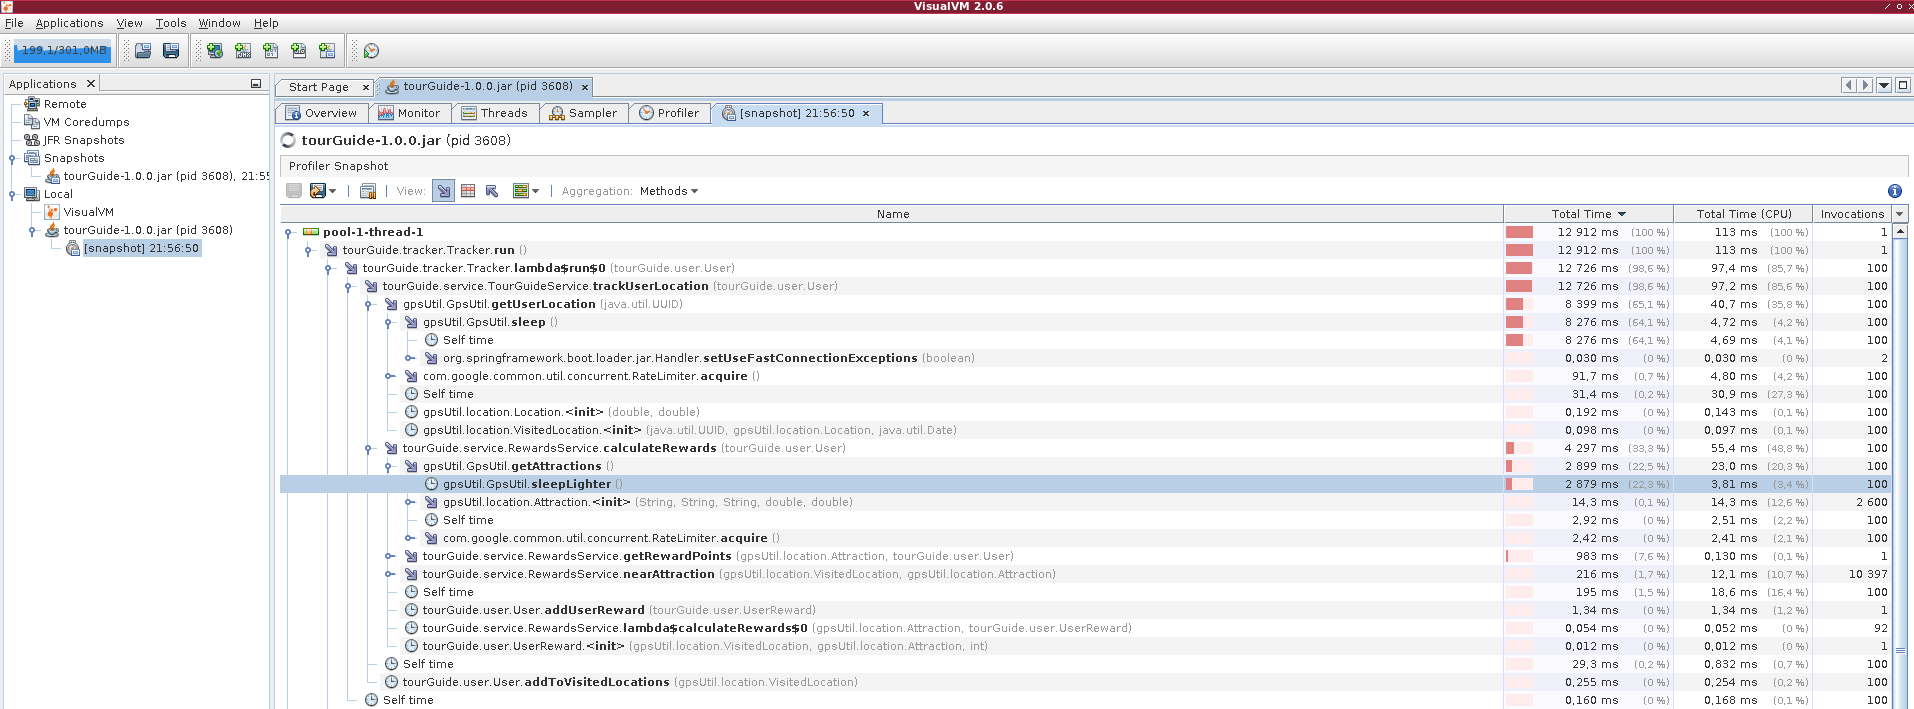 VisualVM 2.0.6
File Applications View Tools Window Help
199,1/301,0MB
Applications
Remote
VM Coredumps
JFR Snapshots
Snapshots
tourGuide-1.0.0.jar (pid 3608), 21:55
Local
VisualVM
tourGuide-1.0.0.jar (pid 3608)
[snapshot] 21:56:50
Start Page tourGuide-1.0.0.jar (pid 3608)
Overview Monitor Threads Sampler Profiler [snapshot] 21:56:50
tourGuide-1.0.0.jar (pid 3608)
Profiler Snapshot
View: Aggregation: Methods
Name Total Time Total Time (CPU) Invocations
pool-1-thread-1 12 912 ms (100 %) 113 ms (100 %) 1
tourGuide.tracker.Tracker.run () 12 912 ms (100 %) 113 ms (100 %) 1
tourGuide.tracker.Tracker.lambda$run$0 (tourGuide.user.User) 12 726 ms (98,6 %) 97,4 ms (85,7 %) 100
tourGuide.service.TourGuideService.trackUserLocation (tourGuide.user.User) 12 726 ms (98,6 %) 97,2 ms (85,6 %) 100
gpsUtil.GpsUtil.getUserLocation (java.util.UUID) 8 399 ms (65,1 %) 40,7 ms (35,8 %) 100
gpsUtil.GpsUtil.sleep () 8 276 ms (64,1 %) 4,72 ms (4,2 %) 100
Self time 8 276 ms (64,1 %) 4,69 ms (4,1 %) 100
org.springframework.boot.loader.jar.Handler.setUseFastConnectionExceptions (boolean) 0,030 ms (0 %) 0,030 ms (0 %) 2
com.google.common.util.concurrent.RateLimiter.acquire () 91,7 ms (0,7 %) 4,80 ms (4,2 %) 100
Self time 31,4 ms (0,2 %) 30,9 ms (27,3 %) 100
gpsUtil.location.Location.<init> (double, double) 0,192 ms (0 %) 0,143 ms (0,1 %) 100
gpsUtil.location.VisitedLocation.<init> (java.util.UUID, gpsUtil.location.Location, java.util.Date) 0,098 ms (0 %) 0,097 ms (0,1 %) 100
tourGuide.service.RewardsService.calculateRewards (tourGuide.user.User) 4 297 ms (33,3 %) 55,4 ms (48,8 %) 100
gpsUtil.GpsUtil.getAttractions () 2 899 ms (22,5 %) 23,0 ms (20,3 %) 100
gpsUtil.GpsUtil.sleepLighter () 2 879 ms (22,3 %) 3,81 ms (3,4 %) 100
gpsUtil.location.Attraction.<init> (String, String, String, double, double) 14,3 ms (0,1 %) 14,3 ms (12,6 %) 2 600
Self time 2,92 ms (0 %) 2,51 ms (2,2 %) 100
com.google.common.util.concurrent.RateLimiter.acquire () 2,42 ms (0 %) 2,41 ms (2,1 %) 100
tourGuide.service.RewardsService.getRewardPoints (gpsUtil.location.Attraction, tourGuide.user.User) 983 ms (7,6 %) 0,130 ms (0,1 %) 1
tourGuide.service.RewardsService.nearAttraction (gpsUtil.location.VisitedLocation, gpsUtil.location.Attraction) 216 ms (1,7 %) 12,1 ms (10,7 %) 10 397
Self time 195 ms (1,5 %) 18,6 ms (16,4 %) 100
tourGuide.user.User.addUserReward (tourGuide.user.UserReward) 1,34 ms (0 %) 1,34 ms (1,2 %) 1
tourGuide.service.RewardsService.lambda$calculateRewards$0 (gpsUtil.location.Attraction, tourGuide.user.UserReward) 0,054 ms (0 %) 0,052 ms (0 %) 92
tourGuide.user.UserReward.<init> (gpsUtil.location.VisitedLocation, gpsUtil.location.Attraction, int) 0,012 ms (0 %) 0,012 ms (0 %) 1
Self time 29,3 ms (0,2 %) 0,832 ms (0,7 %) 100
tourGuide.user.User.addToVisitedLocations (gpsUtil.location.VisitedLocation) 0,255 ms (0 %) 0,254 ms (0,2 %) 100
Self time 0,160 ms (0 %) 0,168 ms (0,1 %) 100